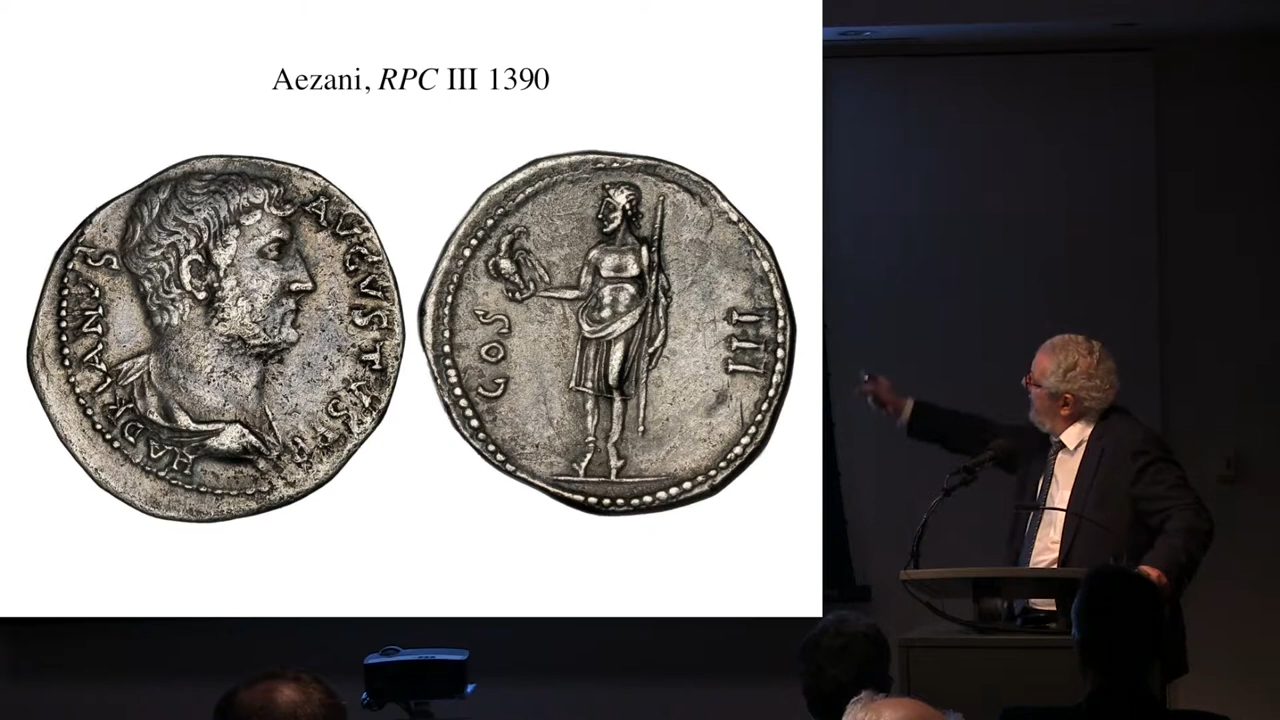 Aezani, RPC III 1390
HADRIANVS
AVGVSTVS P P
COS
III